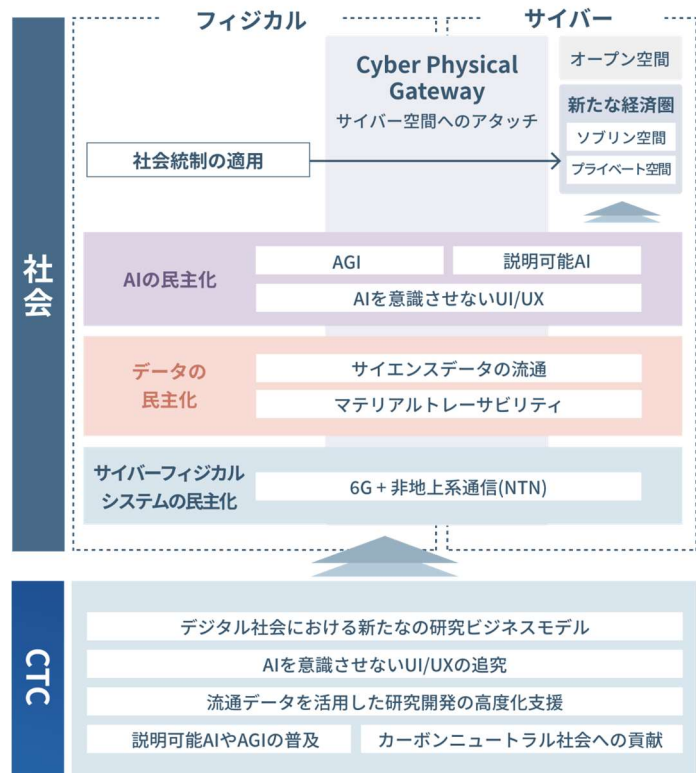 フィジカル
サイバー
Cyber Physical
Gateway
サイバー空間へのアタッチ
オープン空間
新たな経済圏
ソブリン空間
プライベート空間
社会統制の適用
社会
AIの民主化
AGI
説明可能AI
AIを意識させないUI/UX
データの
民主化
サイエンスデータの流通
マテリアルトレーサビリティ
サイバーフィジカル
システムの民主化
6G + 非地上系通信(NTN)
CTC
デジタル社会における新たなの研究ビジネスモデル
AIを意識させないUI/UXの追究
流通データを活用した研究開発の高度化支援
説明可能AIやAGIの普及
カーボンニュートラル社会への貢献